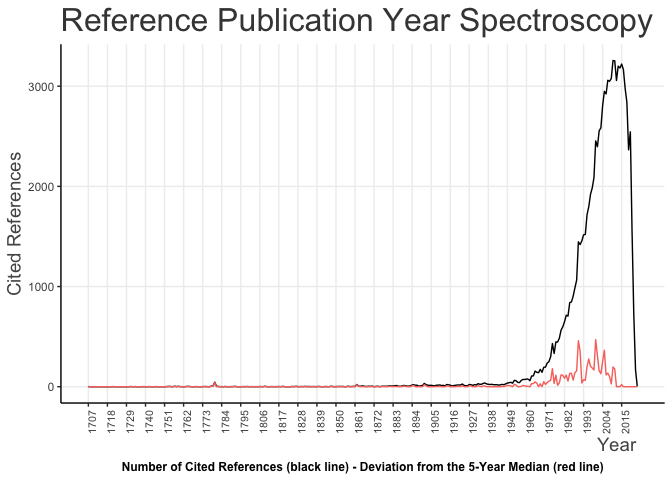 Reference Publication Year Spectroscopy
Cited References
3000
2000
1000
0
1707 1718 1729 1740 1751 1762 1773 1784 1795 1806 1817 1828 1839 1850 1861 1872 1883 1894 1905 1916 1927 1938 1949 1960 1971 1982 1993 2004 2015
Year
Number of Cited References (black line) - Deviation from the 5-Year Median (red line)